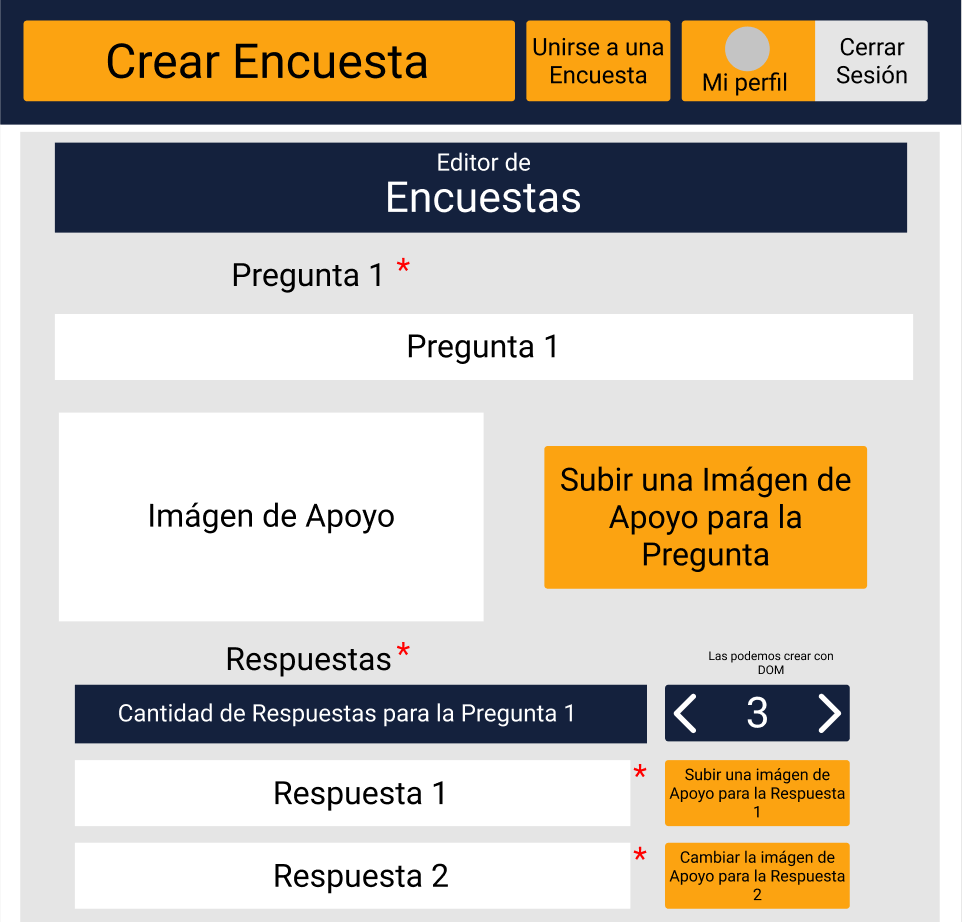 Crear Encuesta
Unirse a una
Encuesta
Mi perfil
Cerrar
Sesión
Editor de
Encuestas
Pregunta 1 *
Pregunta 1
Imágen de Apoyo
Subir una Imágen de
Apoyo para la
Pregunta
Respuestas *
Las podemos crear con
DOM
Cantidad de Respuestas para la Pregunta 1
3
Respuesta 1
*
Subir una imágen de
Apoyo para la Respuesta
1
Respuesta 2
*
Cambiar la imágen de
Apoyo para la Respuesta
2